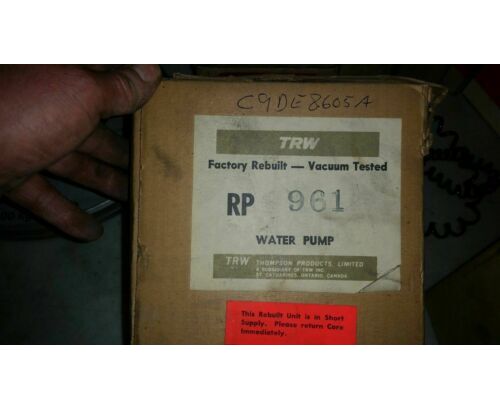 C9DE8605A
TRW
Factory Rebuilt — Vacuum Tested
RP 961
WATER PUMP
TRW THOMPSON PRODUCTS, LIMITED
A SUBSIDIARY OF TRW INC.
ST. CATHARINES, ONTARIO, CANADA
This Rebuilt Unit is in Short
Supply. Please return Core
Immediately.